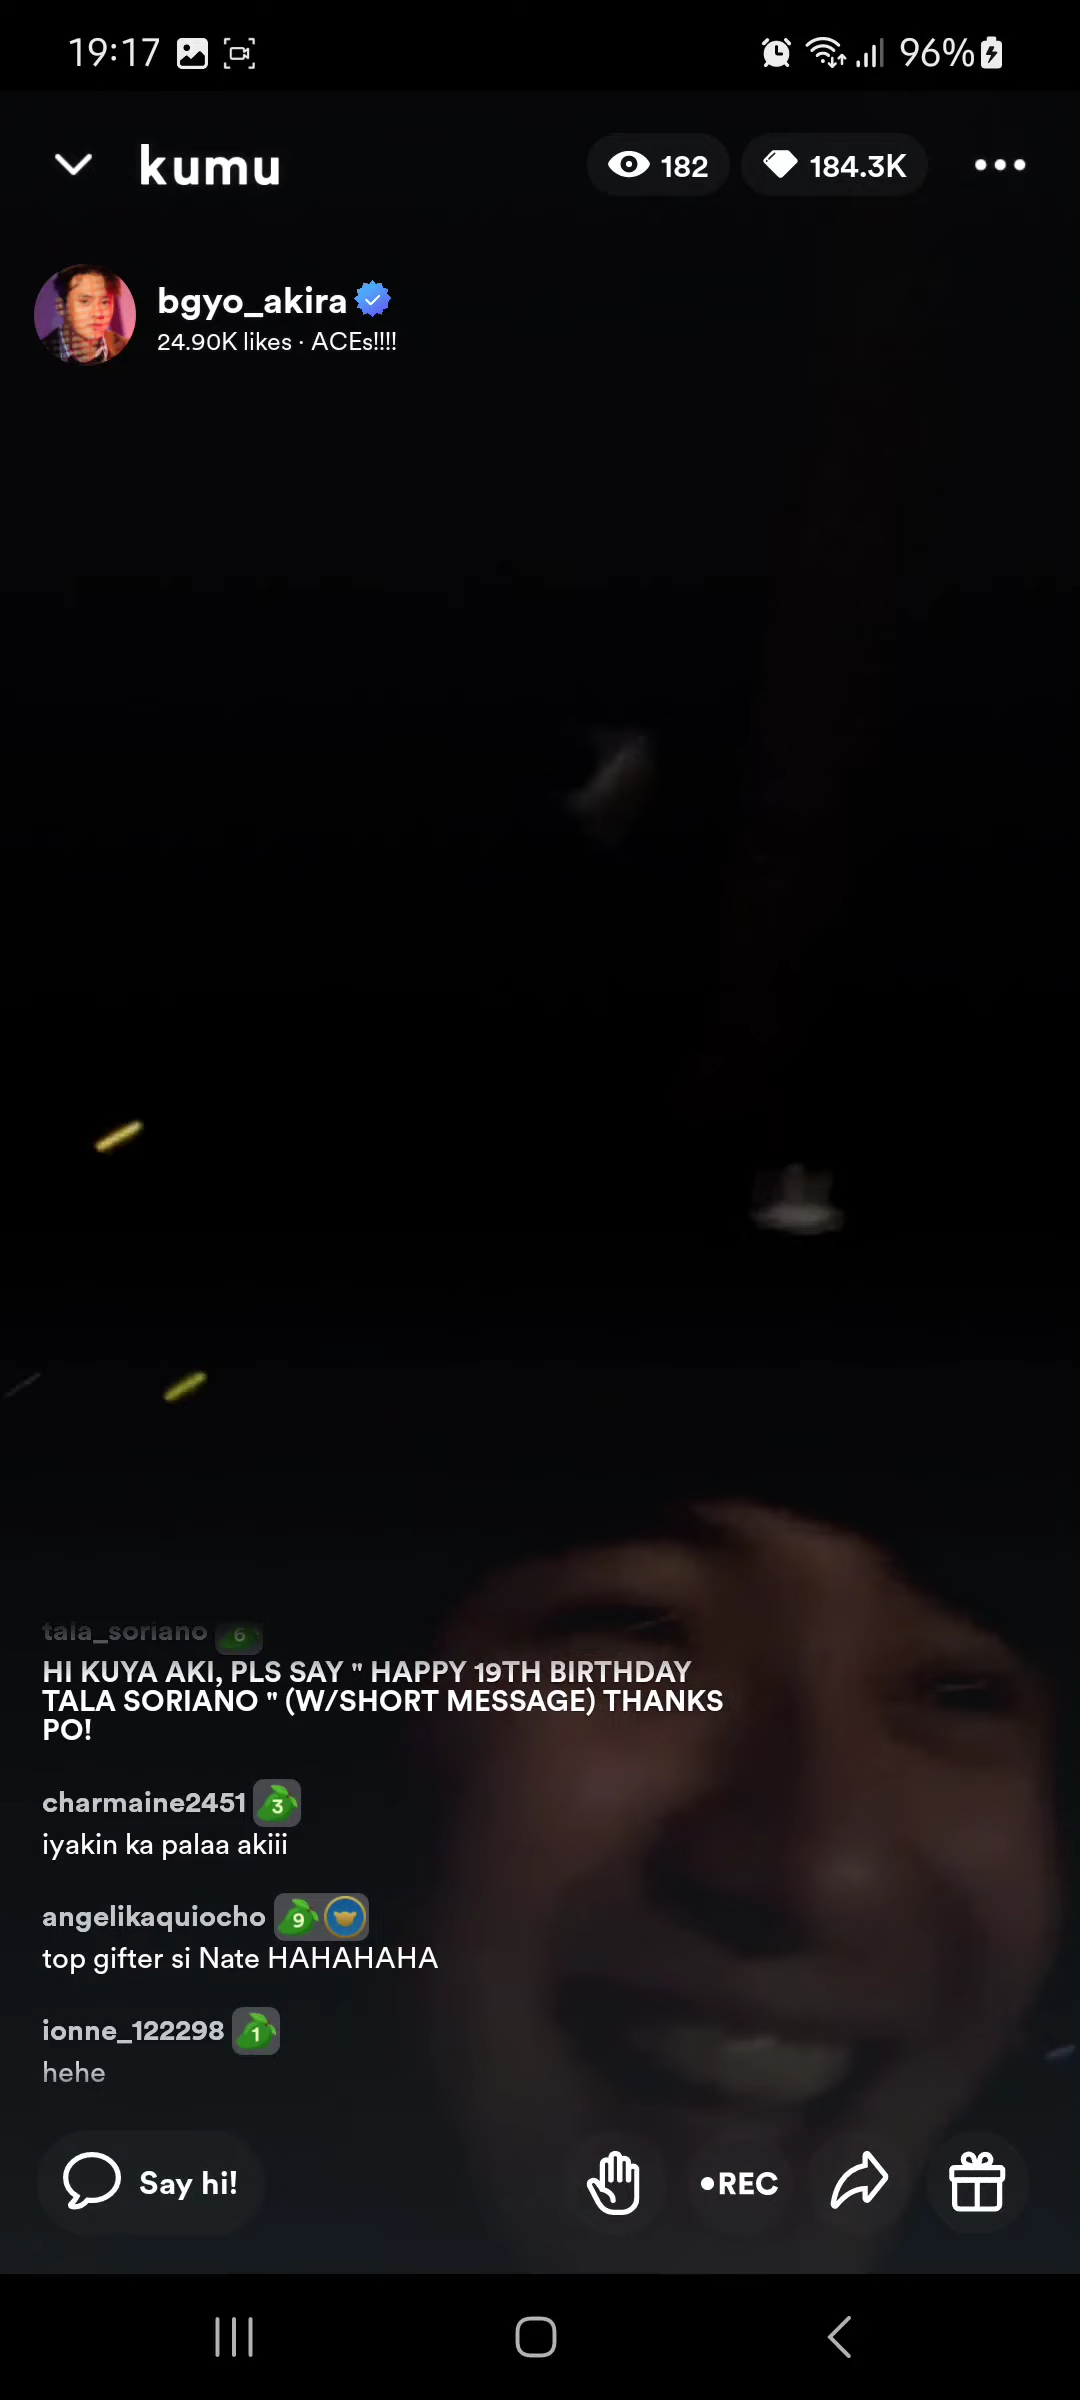 19:17
96%
kumu
182
184.3K
bgyo_akira
24.90K likes · ACEs!!!!
tala_soriano 6
HI KUYA AKI, PLS SAY " HAPPY 19TH BIRTHDAY
TALA SORIANO " (W/SHORT MESSAGE) THANKS
PO!
charmaine2451 3
iyakin ka palaa akiii
angelikaquiocho 9
top gifter si Nate HAHAHAHA
ionne_122298 1
hehe
Say hi!
•REC